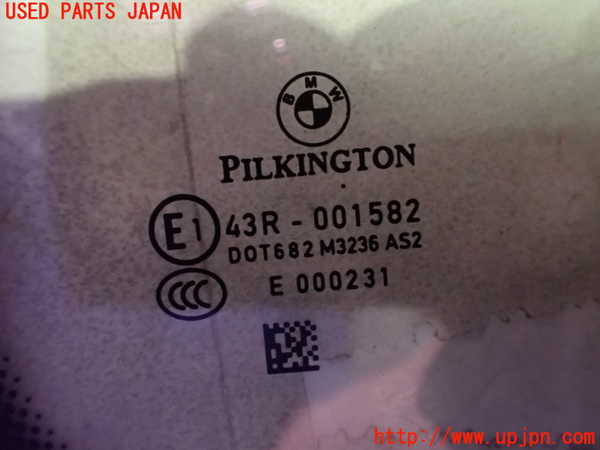 USED PARTS JAPAN
BMW
PILKINGTON
E1 43R - 001582
DOT682 M3236 AS2
CCC E 000231
http://www.upjpn.com